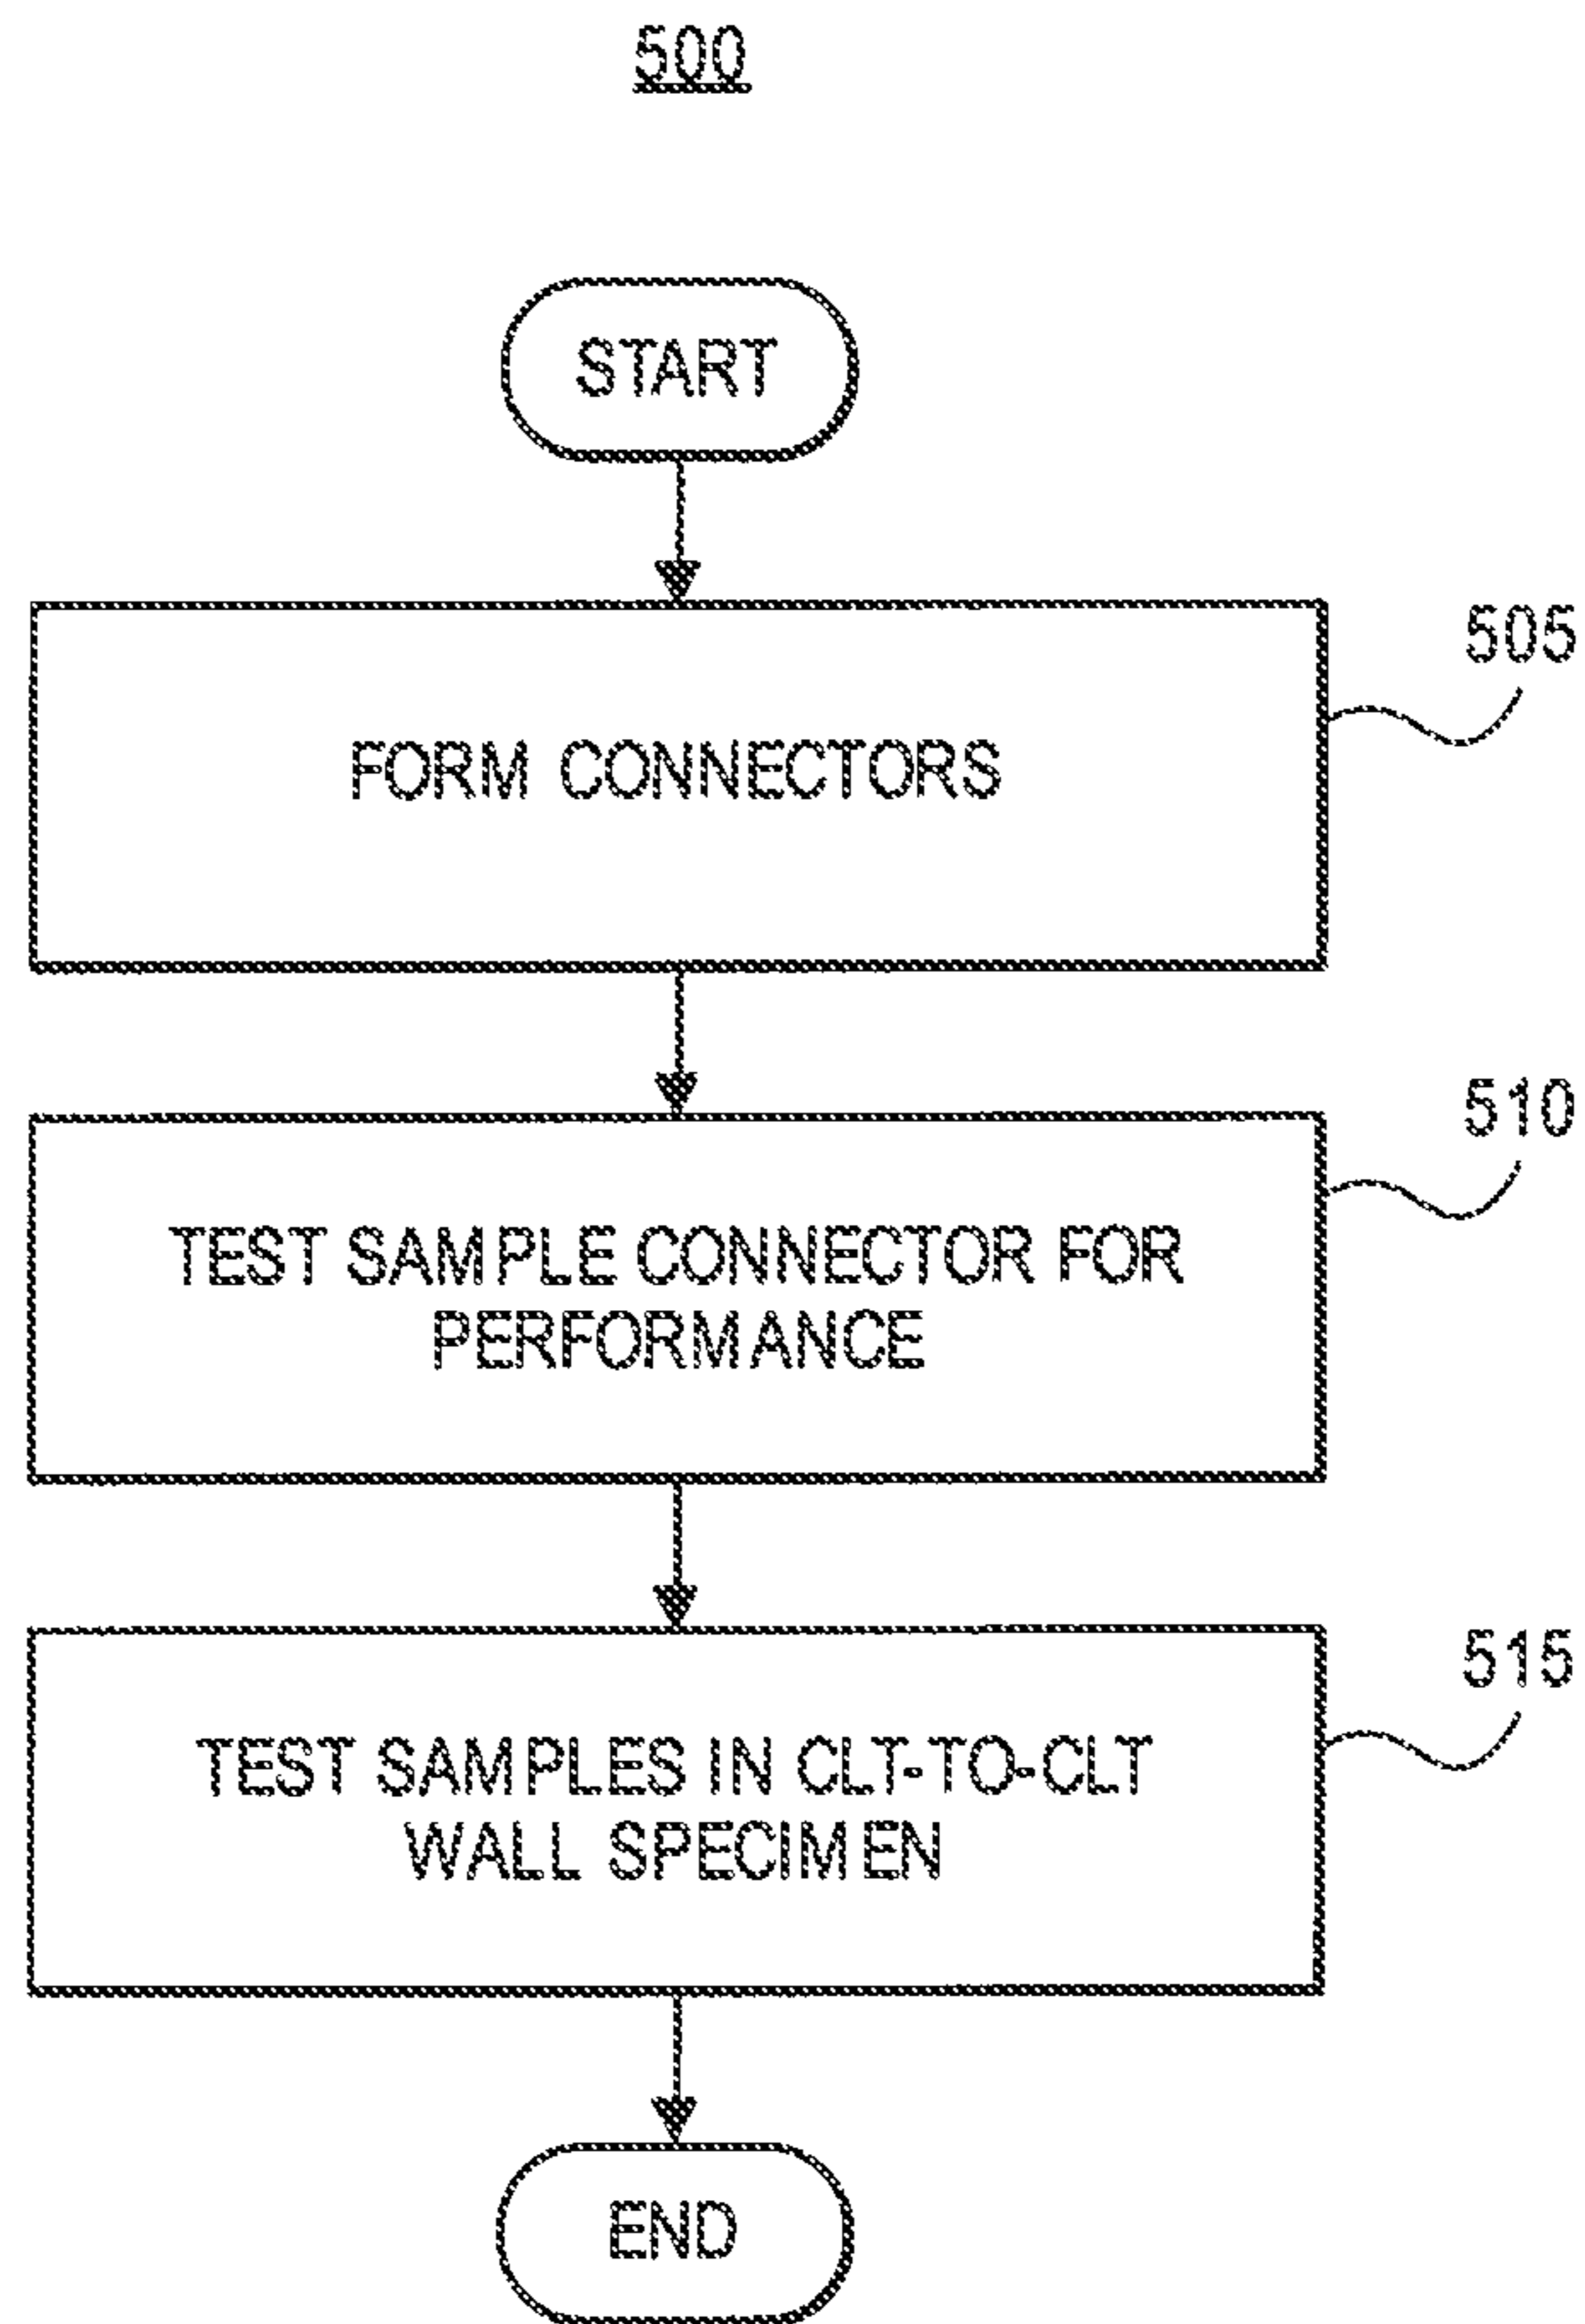 500
START
FORM CONNECTORS
505
TEST SAMPLE CONNECTOR FOR
PERFORMANCE
510
TEST SAMPLES IN CLT-TO-CLT
WALL SPECIMEN
515
END